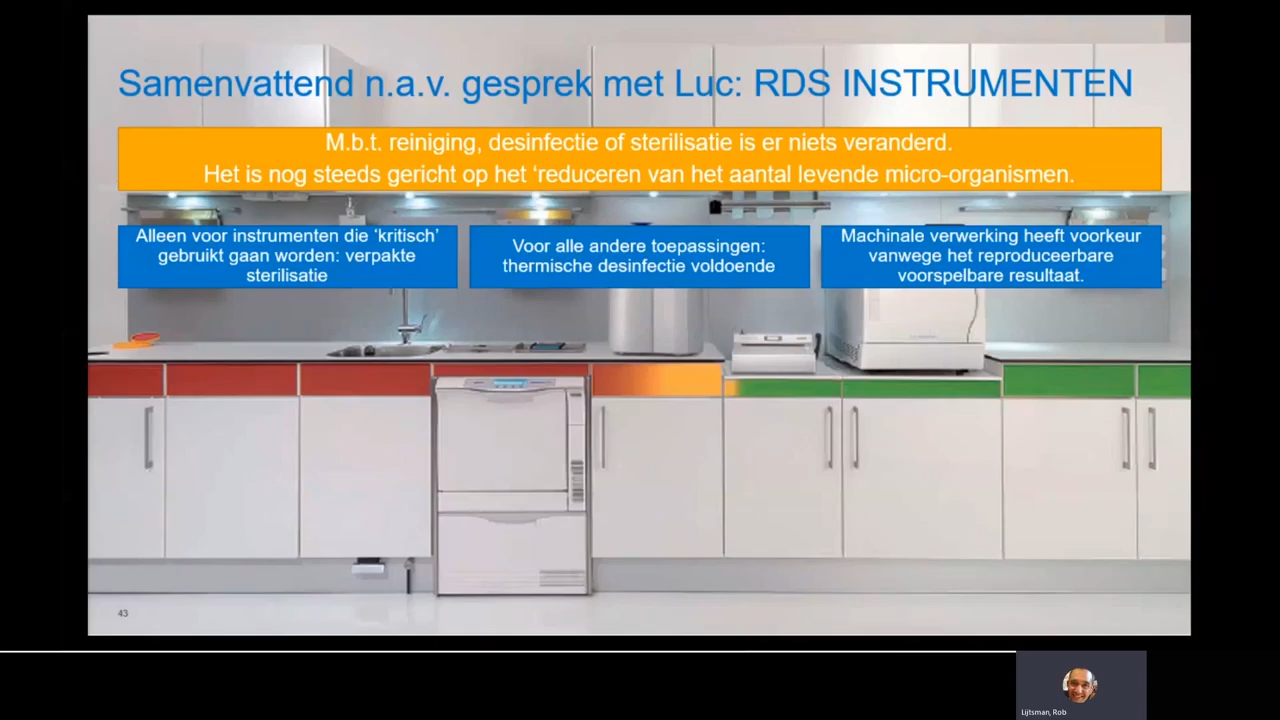 Samenvattend n.a.v. gesprek met Luc: RDS INSTRUMENTEN
M.b.t. reiniging, desinfectie of sterilisatie is er niets veranderd.
Het is nog steeds gericht op het ‘reduceren van het aantal levende micro-organismen.
Alleen voor instrumenten die ‘kritisch’
gebruikt gaan worden: verpakte
sterilisatie
Voor alle andere toepassingen:
thermische desinfectie voldoende
Machinale verwerking heeft voorkeur
vanwege het reproduceerbare
voorspelbare resultaat.
43
Lijtsman, Rob